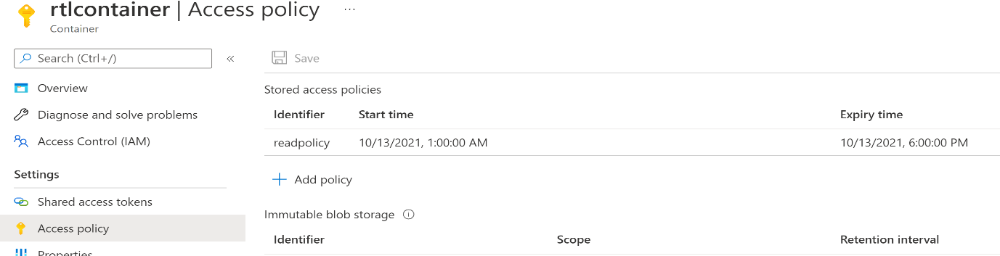 rtlcontainer | Access policy ...
Container
Search (Ctrl+/) «
Save
Overview
Diagnose and solve problems
Access Control (IAM)
Settings
Shared access tokens
Access policy
Properties
Stored access policies
Identifier Start time Expiry time
readpolicy 10/13/2021, 1:00:00 AM 10/13/2021, 6:00:00 PM
+ Add policy
Immutable blob storage
Identifier Scope Retention interval